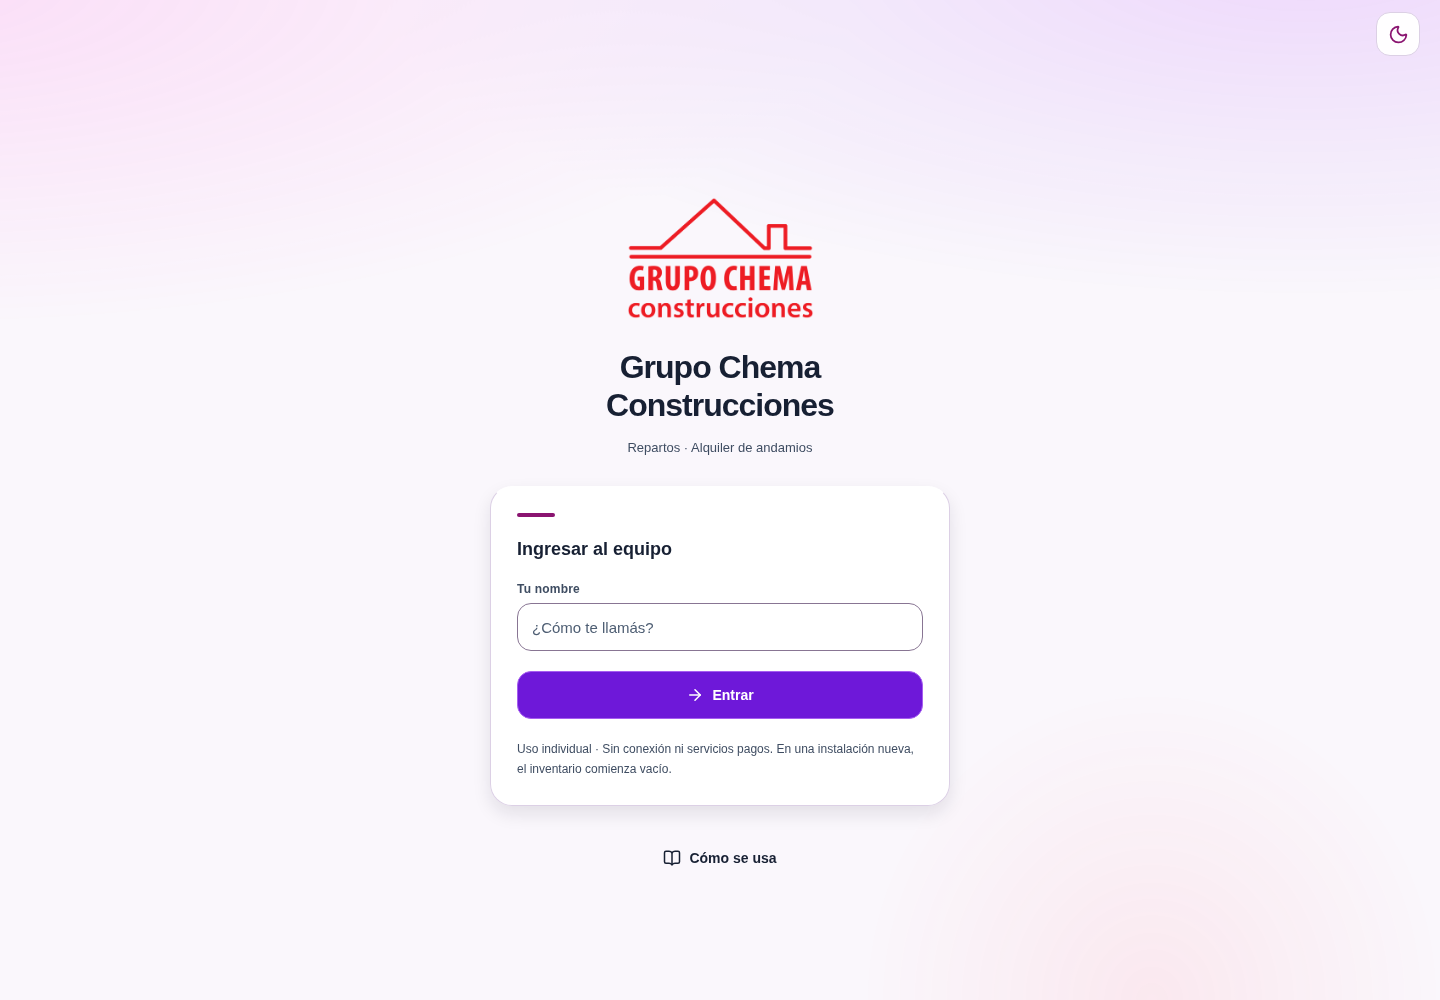 GRUPO CHEMA
construcciones
Grupo Chema
Construcciones
Repartos · Alquiler de andamios
Ingresar al equipo
Tu nombre
¿Cómo te llamás?
Entrar
Uso individual · Sin conexión ni servicios pagos. En una instalación nueva,
el inventario comienza vacío.
Cómo se usa